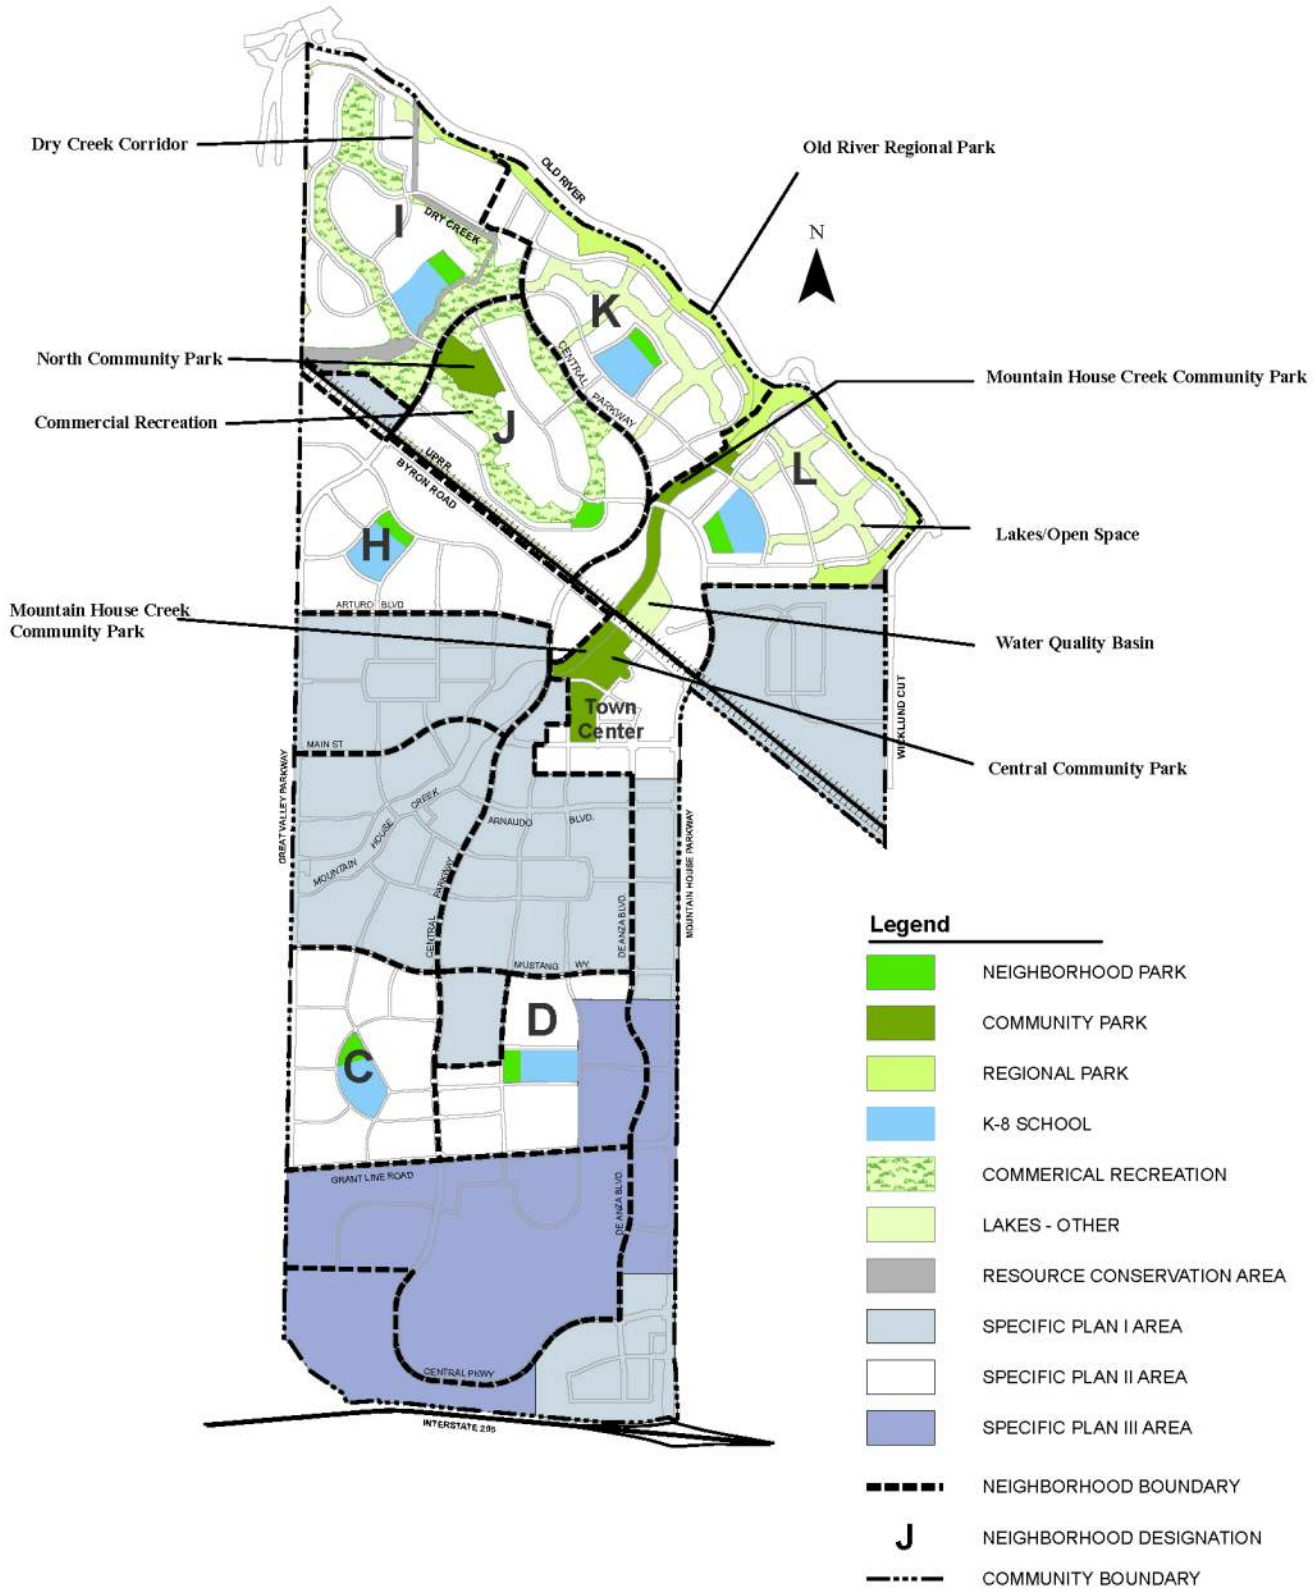 Dry Creek Corridor
Old River Regional Park
OLD RIVER
N
I
DRY CREEK
K
North Community Park
CENTRAL
PARKWAY
Mountain House Creek Community Park
Commercial Recreation
J
UPRR
BYRON ROAD
L
Lakes/Open Space
H
ARTURO BLVD
Mountain House Creek
Community Park
Water Quality Basin
Town
Center
WICKLUND CUT
MAIN ST
Central Community Park
GREAT VALLEY PARKWAY
MOUNTAIN HOUSE CREEK
ARNAUDO BLVD.
MOUNTAIN HOUSE PARKWAY
CENTRAL PARKWAY
DE ANZA BLVD.
MUSTANG WY.
D
C
GRANT LINE ROAD
DE ANZA BLVD.
CENTRAL PKWY
INTERSTATE 205
Legend
NEIGHBORHOOD PARK
COMMUNITY PARK
REGIONAL PARK
K-8 SCHOOL
COMMERICAL RECREATION
LAKES - OTHER
RESOURCE CONSERVATION AREA
SPECIFIC PLAN I AREA
SPECIFIC PLAN II AREA
SPECIFIC PLAN III AREA
NEIGHBORHOOD BOUNDARY
J NEIGHBORHOOD DESIGNATION
COMMUNITY BOUNDARY